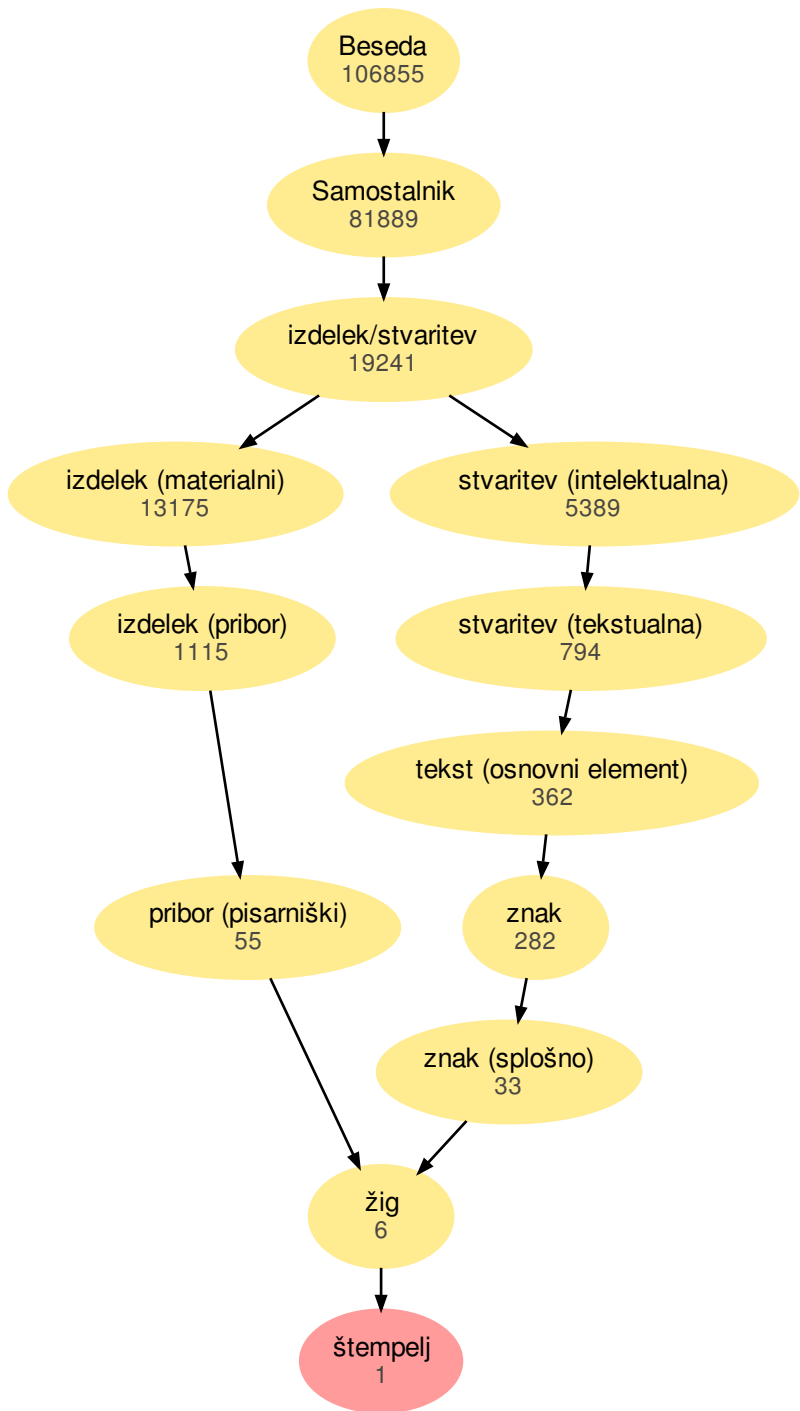 Beseda
106855
Samostalnik
81889
izdelek/stvaritev
19241
izdelek (materialni)
13175
stvaritev (intelektualna)
5389
izdelek (pribor)
1115
stvaritev (tekstualna)
794
tekst (osnovni element)
362
pribor (pisarniški)
55
znak
282
znak (splošno)
33
žig
6
štempelj
1